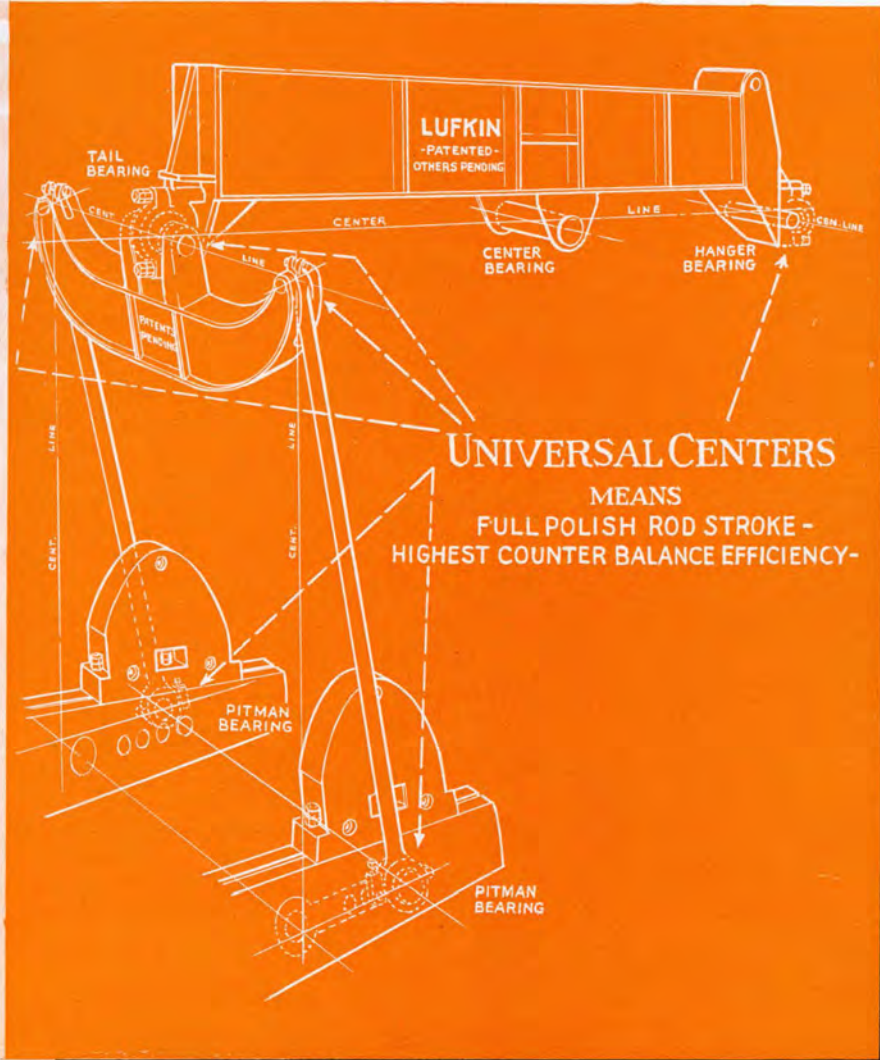 LUFKIN
-PATENTED-
OTHERS PENDING
TAIL
BEARING
CENT.
LINE
CENTER
LINE
CEN. LINE
CENTER
BEARING
HANGER
BEARING
PATENTS
PENDING
LINE
CENT.
LINE
CENT.
UNIVERSAL CENTERS
MEANS
FULL POLISH ROD STROKE -
HIGHEST COUNTER BALANCE EFFICIENCY-
PITMAN
BEARING
PITMAN
BEARING